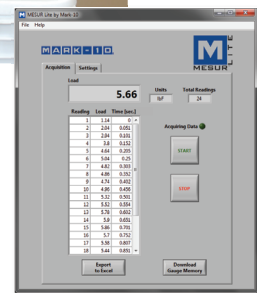 MESUR Lite by Mark-10
File Help
MARK-10
M
LITE
MESUR
Acquisition Settings
Load
5.66
Units
lbF
Total Readings
24
Reading Load Time [sec.]
1 1.14 0
2 2.04 0.051
3 2.04 0.101
4 3.8 0.152
5 4.64 0.205
6 5.04 0.25
7 4.82 0.303
8 4.86 0.352
9 4.74 0.402
10 4.96 0.456
11 5.32 0.501
12 5.52 0.554
13 5.78 0.602
14 5.9 0.651
15 5.86 0.701
16 5.7 0.752
17 5.56 0.807
18 5.44 0.851
Acquiring Data
START
STOP
Export
to Excel
Download
Gauge Memory